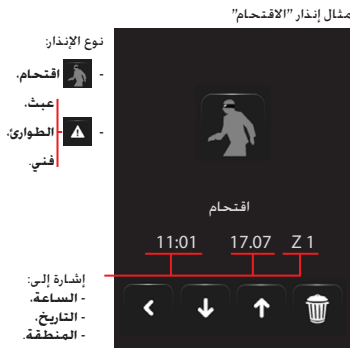 مثال إنذار "الاقتحام"
نوع الإنذار:
- اقتحام.
عبث.
- الطوارئ.
فني.
اقتحام
11:01 17.07 Z 1
إشارة إلى:
- الساعة.
- التاريخ.
- المنطقة.